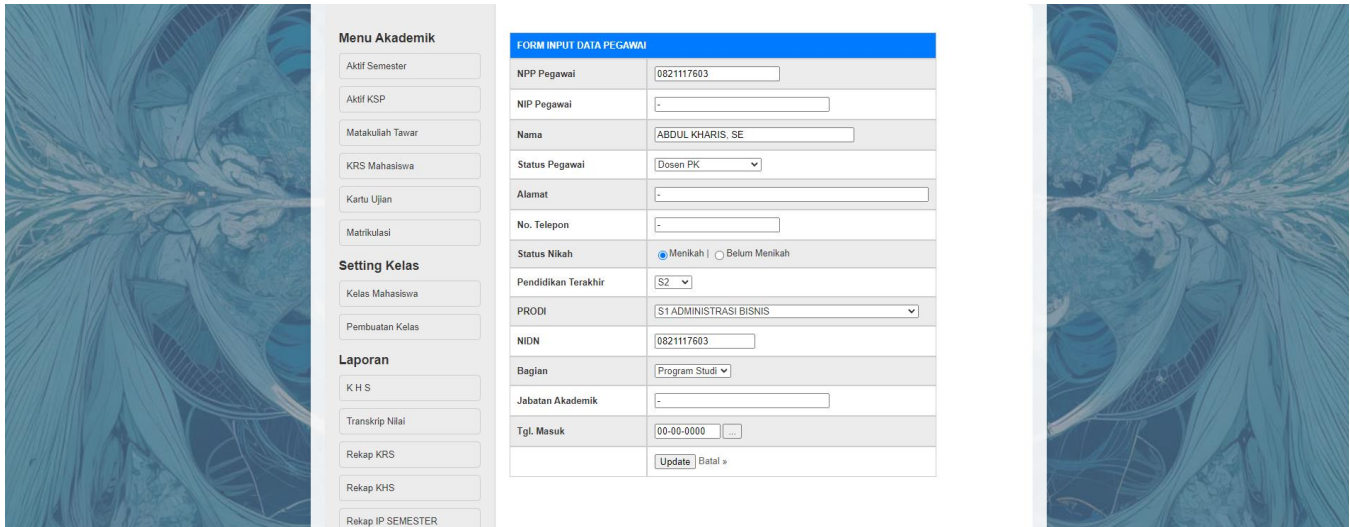 Menu Akademik
Aktif Semester
Aktif KSP
Matakuliah Tawar
KRS Mahasiswa
Kartu Ujian
Matrikulasi
Setting Kelas
Kelas Mahasiswa
Pembuatan Kelas
Laporan
K H S
Transkrip Nilai
Rekap KRS
Rekap KHS
Rekap IP SEMESTER
FORM INPUT DATA PEGAWAI
NPP Pegawai 0821117603
NIP Pegawai -
Nama ABDUL KHARIS, SE
Status Pegawai Dosen PK
Alamat -
No. Telepon -
Status Nikah Menikah | Belum Menikah
Pendidikan Terakhir S2
PRODI S1 ADMINISTRASI BISNIS
NIDN 0821117603
Bagian Program Studi
Jabatan Akademik -
Tgl. Masuk 00-00-0000 ...
Update Batal »